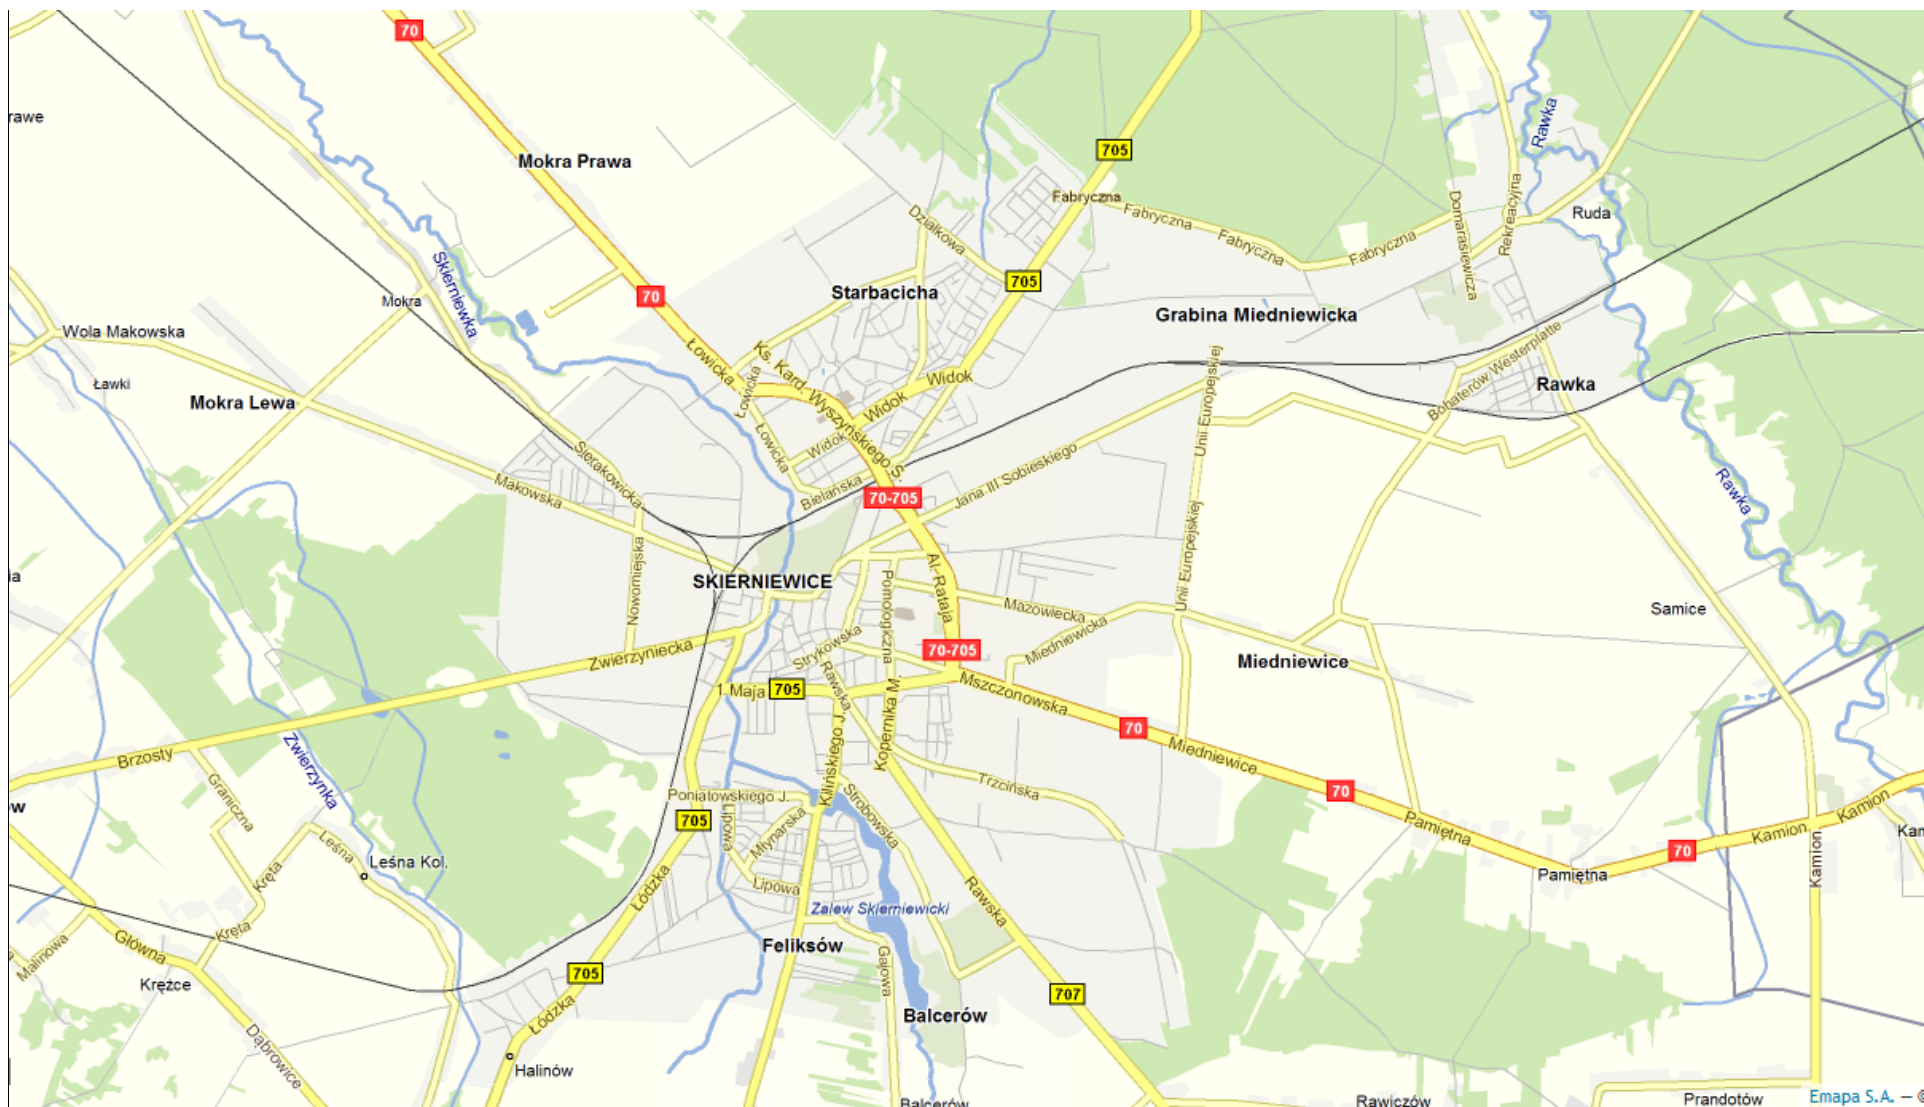 70
rawe
Mokra Prawa
705
Rawka
Fabryczna
Fabryczna
Fabryczna
Fabryczna
Działkowa
Domarasiewicza
Rekreacyjna
Ruda
Skierniewka
Mokra
70
Starbacicha
705
Grabina Miedniewicka
Wola Makowska
Ławki
Mokra Lewa
Łowicka
Ks. Kard. Wyszyńskiego S.
Widok
Widok
Widok
Łowicka
Łowicka
Unii Europejskiej
Bohaterów Westerplatte
Rawka
Sierakowicka
Makowska
Bielańska
70-705
Jana III Sobieskiego
Rawka
Unii Europejskiej
ia
SKIERNIEWICE
Nowomiejska
Pomologiczna
Al. Rataja
Mazowiecka
Miedniewicka
Samice
Zwierzyniecka
Strykowska
70-705
Miedniewice
1 Maja
705
Rawska
Kopernika M.
Mszczonowska
70
Miedniewice
Brzosty
Zwierzynka
Graniczna
Kilińskiego J.
Trzcińska
70
Poniatowskiego J.
Strobowska
Pamiętna
Kamion
Kamion
70
Kamion
Kam
w
705
Lipowa
Młynarska
Leśna
Leśna Kol.
Kręta
Lipowa
Łódzka
Rawska
Pamiętna
Zalew Skierniewicki
Kręta
Główna
Malinowa
Feliksów
Gajowa
705
Krężce
Łódzka
707
Balcerów
Dąbrowice
Halinów
Balcerów
Rawiczów
Prandotów
Emapa S.A. — ©